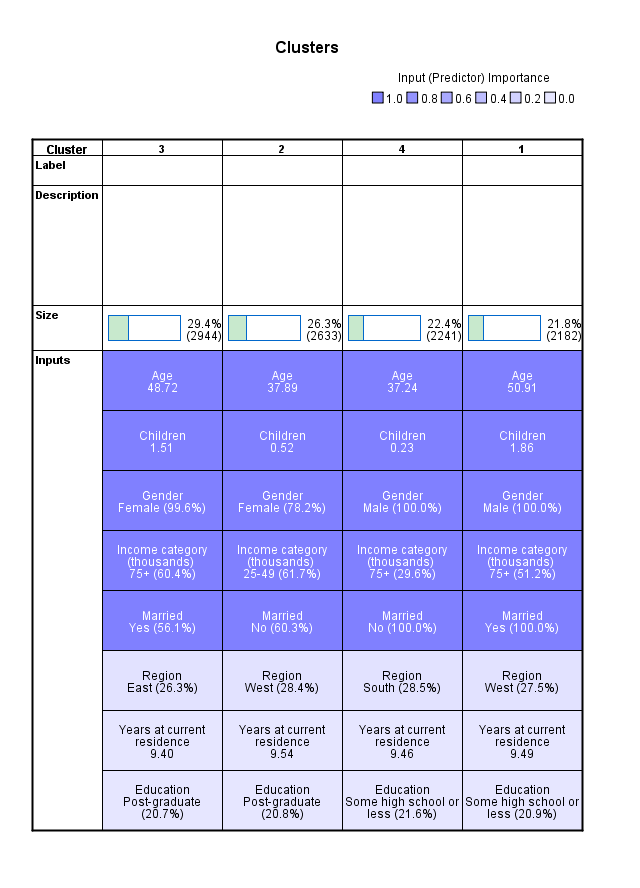 Clusters
Input (Predictor) Importance
1.0 0.8 0.6 0.4 0.2 0.0
Cluster 3 2 4 1
Label
Description
Size
29.4% 26.3% 22.4% 21.8%
(2944) (2633) (2241) (2182)
Inputs
Age Age Age Age
48.72 37.89 37.24 50.91
Children Children Children Children
1.51 0.52 0.23 1.86
Gender Gender Gender Gender
Female (99.6%) Female (78.2%) Male (100.0%) Male (100.0%)
Income category Income category Income category Income category
(thousands) (thousands) (thousands) (thousands)
75+ (60.4%) 25-49 (61.7%) 75+ (29.6%) 75+ (51.2%)
Married Married Married Married
Yes (56.1%) No (60.3%) No (100.0%) Yes (100.0%)
Region Region Region Region
East (26.3%) West (28.4%) South (28.5%) West (27.5%)
Years at current Years at current Years at current Years at current
residence residence residence residence
9.40 9.54 9.46 9.49
Education Education Education Education
Post-graduate Post-graduate Some high school or Some high school or
(20.7%) (20.8%) less (21.6%) less (20.9%)